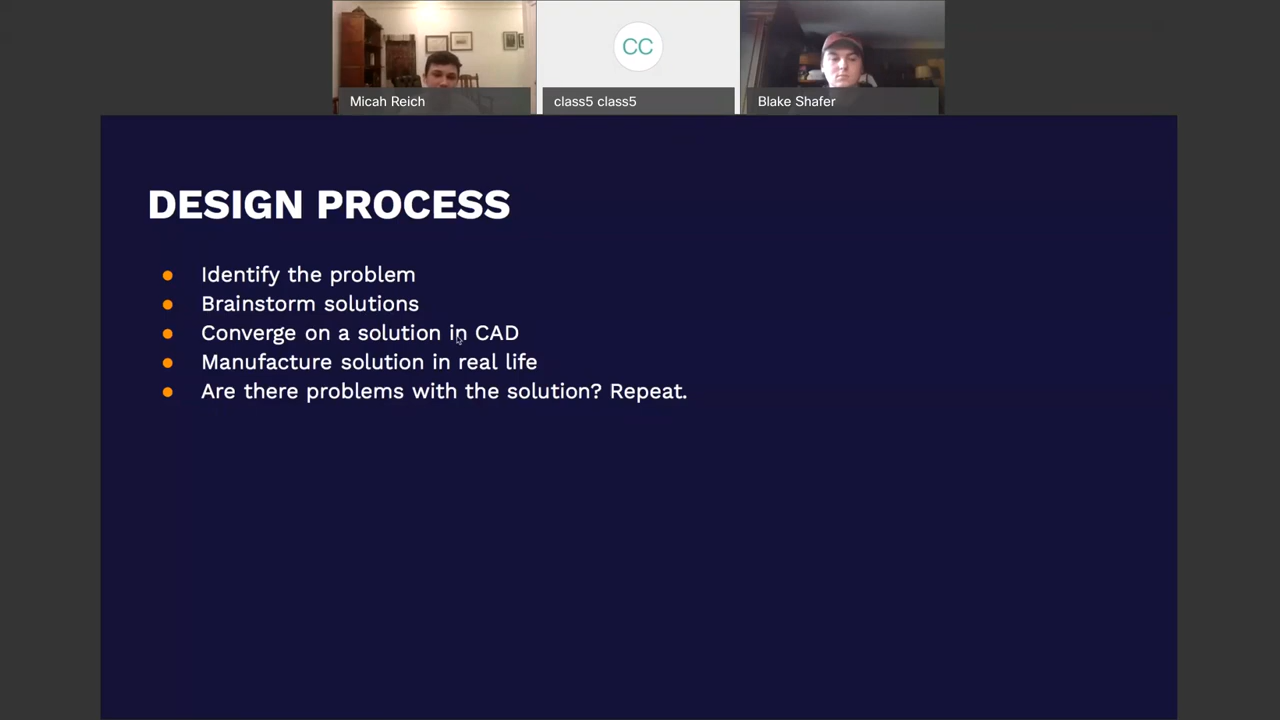 Micah Reich
CC
class5 class5
Blake Shafer
DESIGN PROCESS
● Identify the problem
● Brainstorm solutions
● Converge on a solution in CAD
● Manufacture solution in real life
● Are there problems with the solution? Repeat.